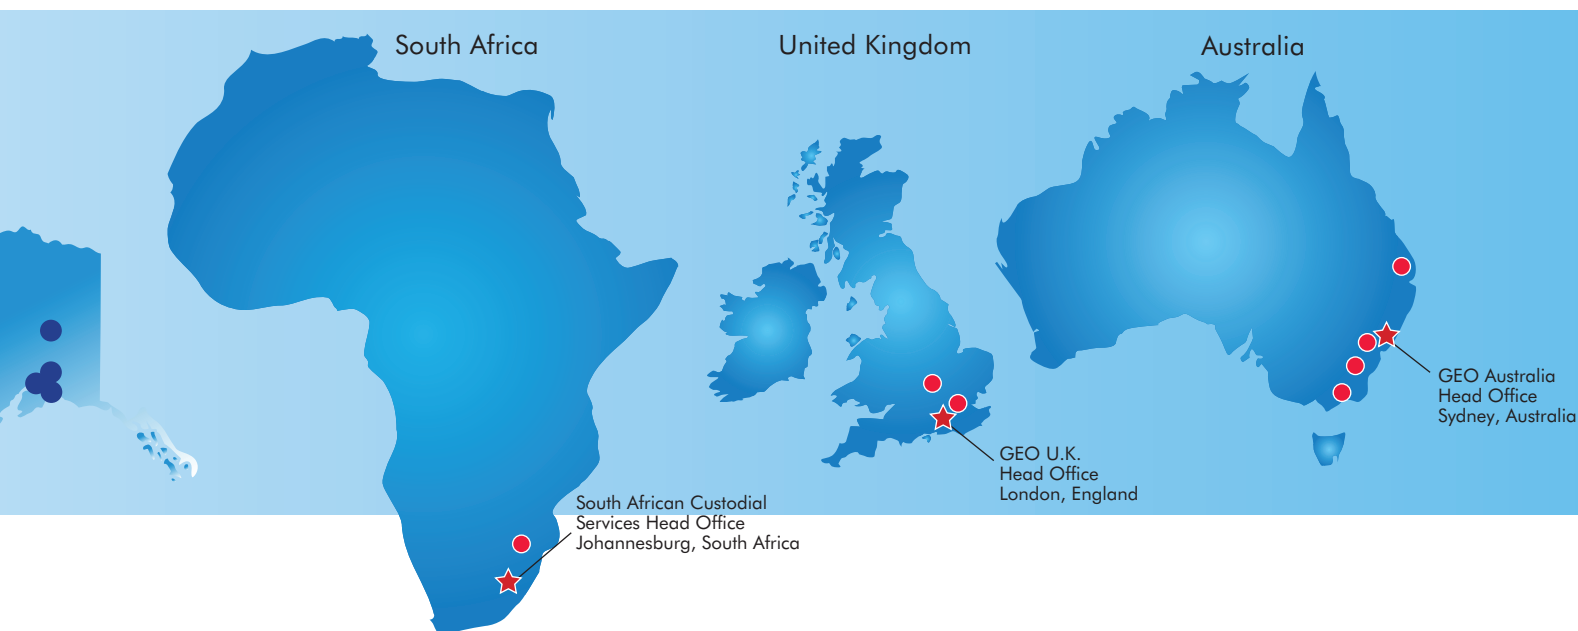 South Africa
United Kingdom
Australia
GEO Australia
Head Office
Sydney, Australia
GEO U.K.
Head Office
London, England
South African Custodial
Services Head Office
Johannesburg, South Africa